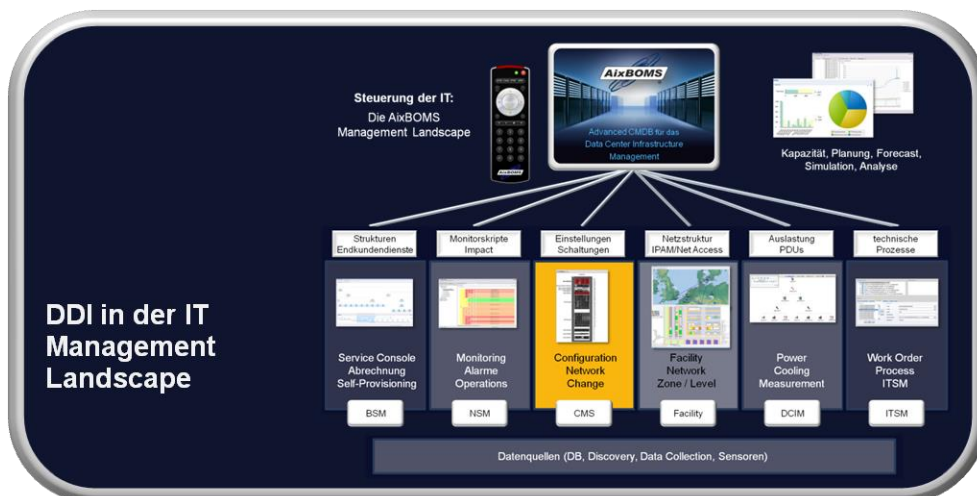 Steuerung der IT:
Die AixBOMS
Management Landscape
AixBOMS
AixBOMS
Advanced CMDB für das
Data Center Infrastructure
Management
Kapazität, Planung, Forecast,
Simulation, Analyse
DDI in der IT
Management
Landscape
Strukturen
Endkundendienste
Monitorskripte
Impact
Einstellungen
Schaltungen
Netzstruktur
IPAM/Net Access
Auslastung
PDUs
technische
Prozesse
Service Console
Abrechnung
Self-Provisioning
Monitoring
Alarme
Operations
Configuration
Network
Change
Facility
Network
Zone / Level
Power
Cooling
Measurement
Work Order
Process
ITSM
BSM
NSM
CMS
Facility
DCIM
ITSM
Datenquellen (DB, Discovery, Data Collection, Sensoren)